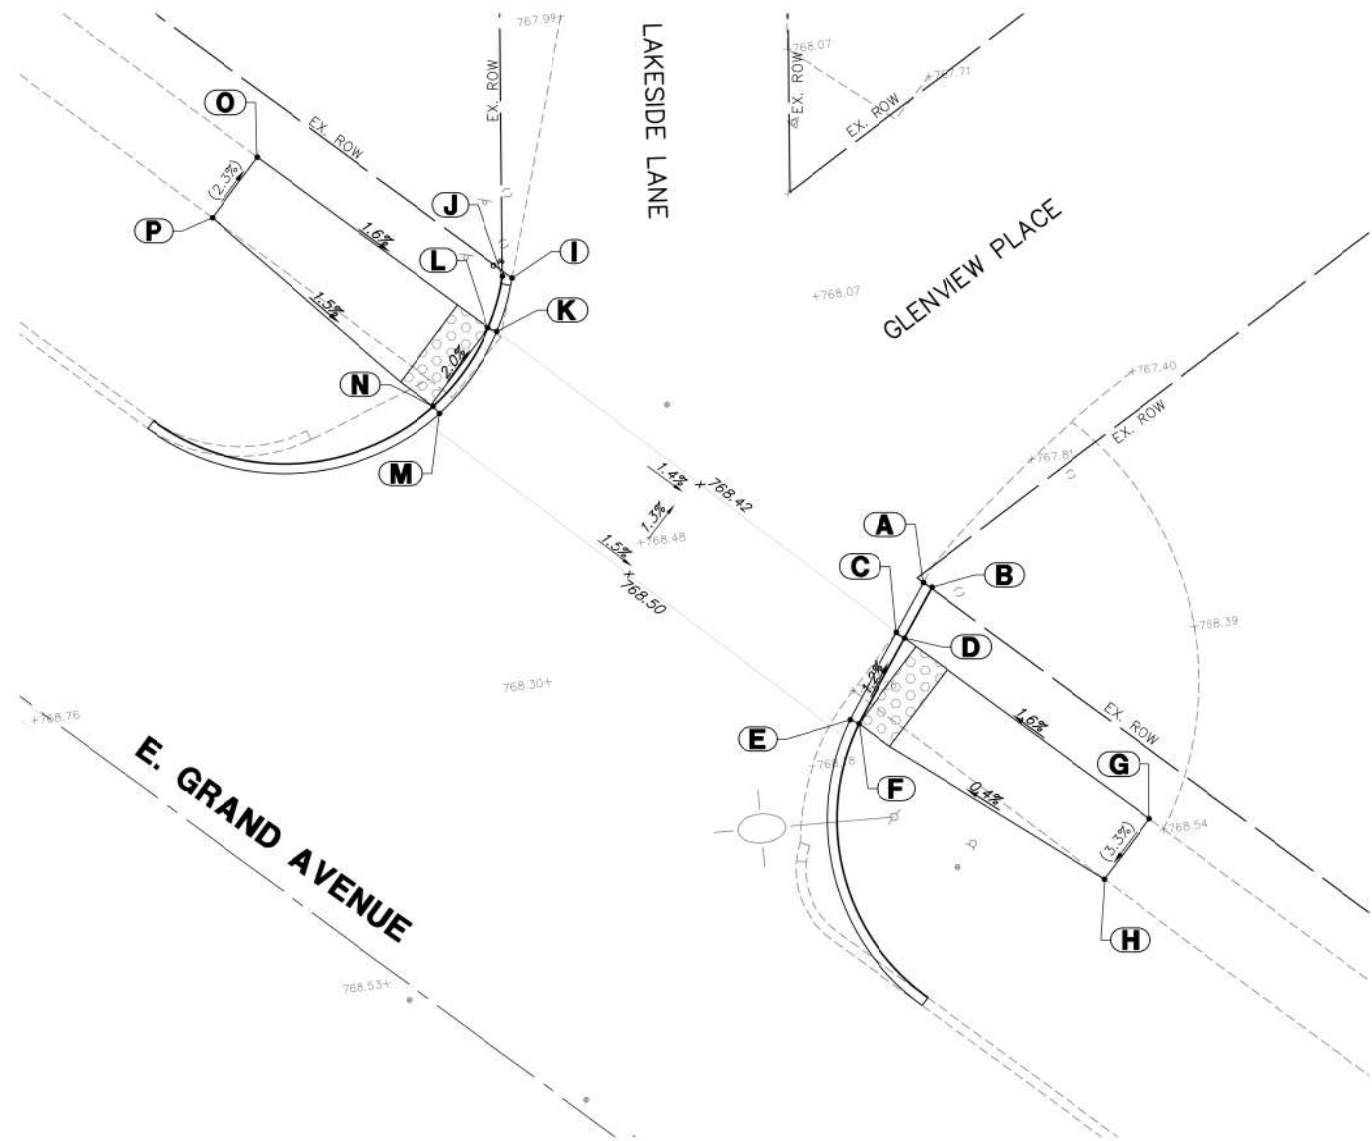 767.99+
+768.07
+767.71
EX. ROW
EX. ROW
EX. ROW
EX. ROW
LAKESIDE LANE
O
(2.3%)
P
J
I
L
K
1.6%
1.5%
2.0%
N
M
GLENVIEW PLACE
+768.07
+767.40
EX. ROW
+767.81
1.4%
x 768.42
1.3%
+768.48
1.5%
x
768.50
A
B
C
D
1.2%
+768.39
768.30+
+768.76
E
F
1.6%
EX. ROW
0.4%
G
(3.3%)
+768.54
H
E. GRAND AVENUE
768.53+